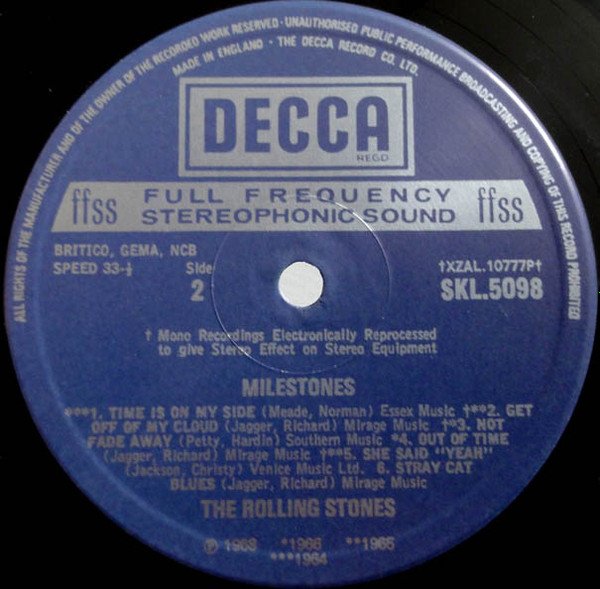 ALL RIGHTS OF THE MANUFACTURER AND OF THE OWNER OF THE RECORDED WORK RESERVED · UNAUTHORISED PUBLIC PERFORMANCE BROADCASTING AND COPYING OF THIS RECORD PROHIBITED
MADE IN ENGLAND · THE DECCA RECORD CO. LTD.
DECCA
REGD
ffss FULL FREQUENCY ffss
STEREOPHONIC SOUND
BRITICO, GEMA, NCB
SPEED 33-⅓ Side †XZAL.10777P†
2 SKL.5098
† Mono Recordings Electronically Reprocessed
to give Stereo Effect on Stereo Equipment
MILESTONES
***1. TIME IS ON MY SIDE (Meade, Norman) Essex Music †**2. GET
OFF OF MY CLOUD (Jagger, Richard) Mirage Music †*3. NOT
FADE AWAY (Petty, Hardin) Southern Music *4. OUT OF TIME
(Jagger, Richard) Mirage Music †**5. SHE SAID "YEAH"
(Jackson, Christy) Venice Music Ltd. 6. STRAY CAT
BLUES (Jagger, Richard) Mirage Music
THE ROLLING STONES
Ⓟ 1968 *1966 **1965
***1964